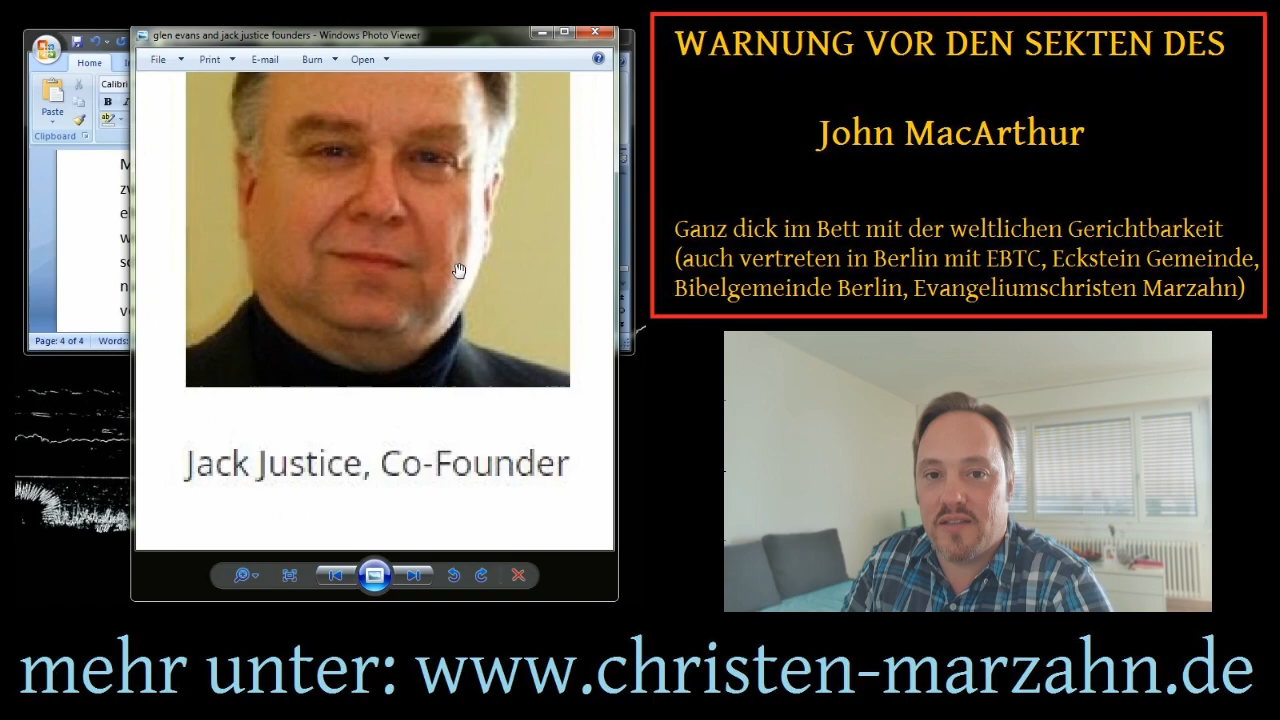 glen evans and jack justice founders - Windows Photo Viewer
File Print E-mail Burn Open
Home
Calibri
Paste
B I
Clipboard
Page: 4 of 4 Words:
Jack Justice, Co-Founder
WARNUNG VOR DEN SEKTEN DES
John MacArthur
Ganz dick im Bett mit der weltlichen Gerichtbarkeit
(auch vertreten in Berlin mit EBTC, Eckstein Gemeinde,
Bibelgemeinde Berlin, Evangeliumschristen Marzahn)
mehr unter: www.christen-marzahn.de